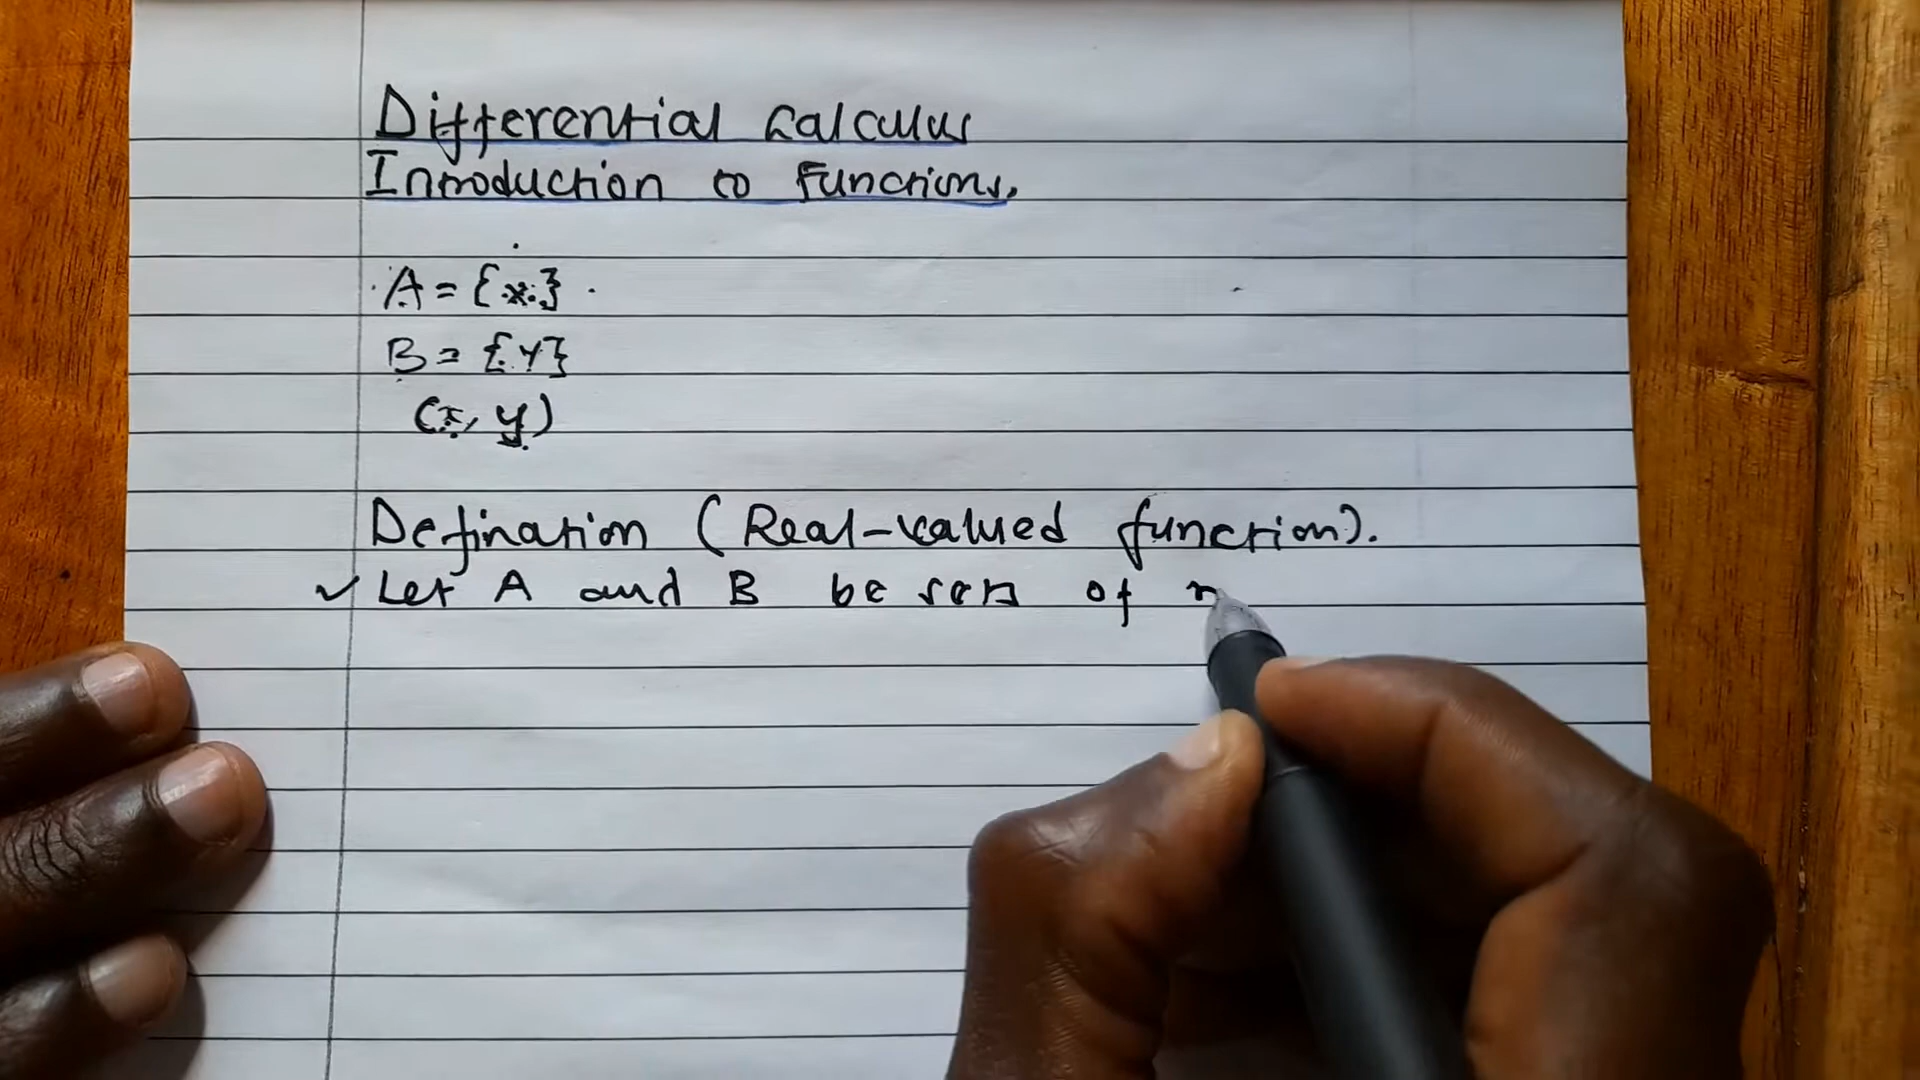 Differential Calculus
Introduction to Functions.
A = {x}
B = {Y}
(x, y)
Defination (Real-valued function).
✓ Let A and B be sets of r